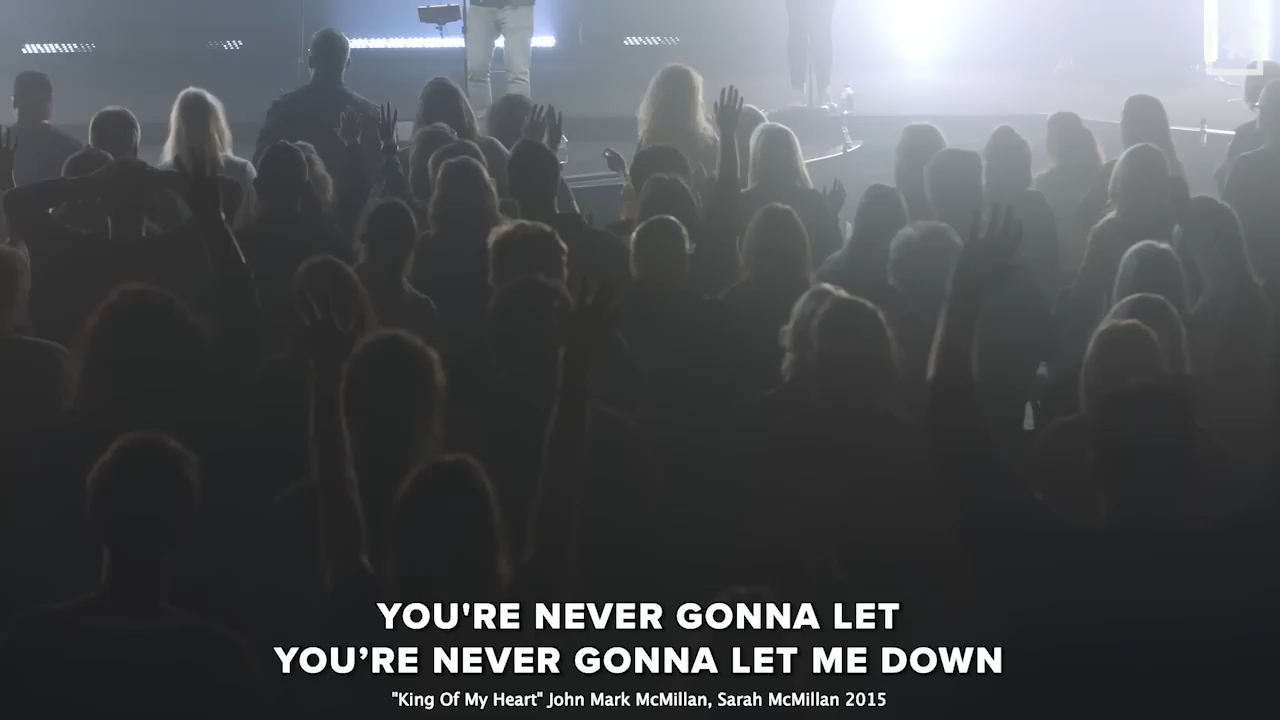 YOU'RE NEVER GONNA LET
YOU’RE NEVER GONNA LET ME DOWN
"King Of My Heart" John Mark McMillan, Sarah McMillan 2015